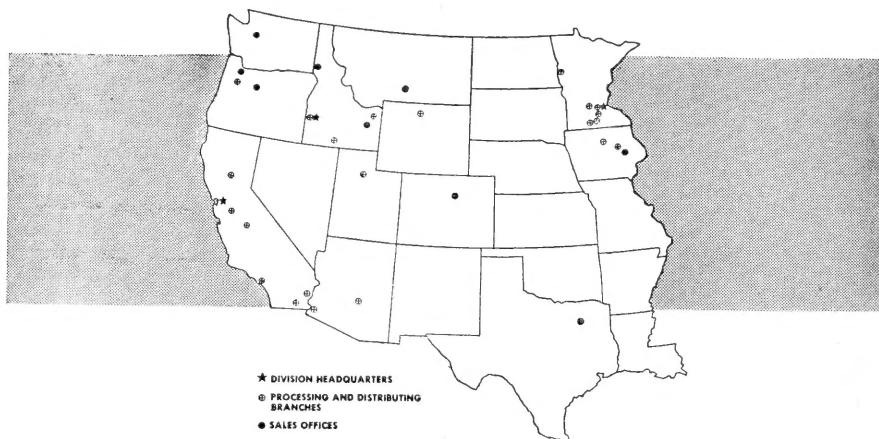 DIVISION HEADQUARTERS
PROCESSING AND DISTRIBUTING
BRANCHES
SALES OFFICES